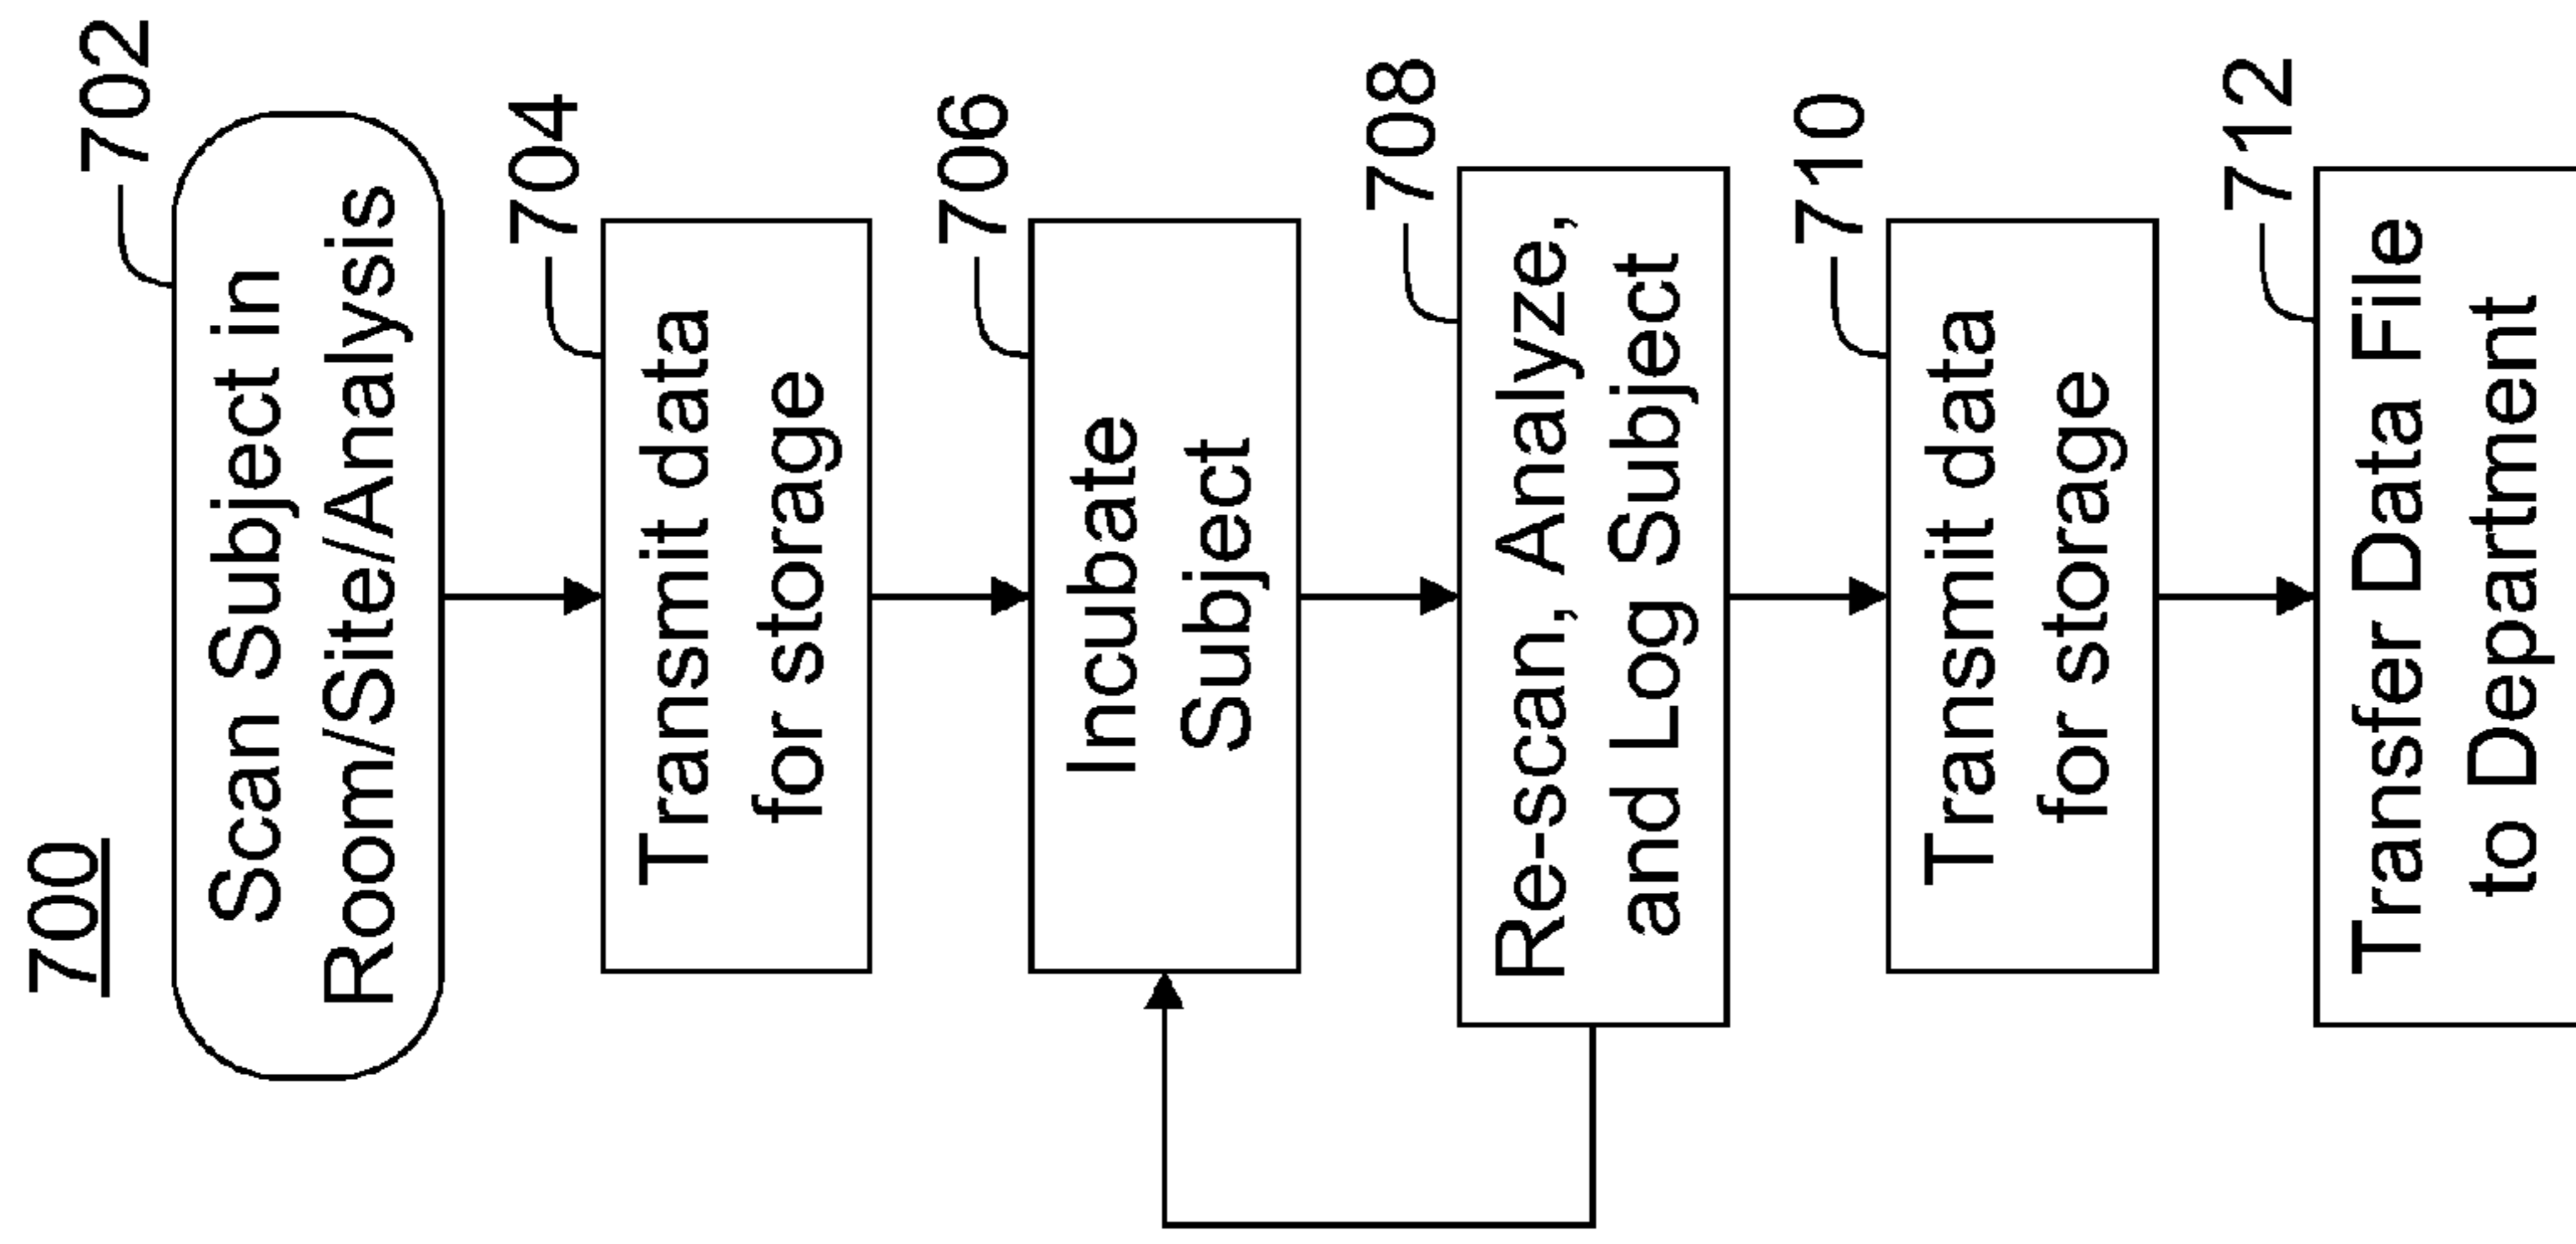 700
702
Scan Subject in
Room/Site/Analysis
704
Transmit data
for storage
706
Incubate
Subject
708
Re-scan, Analyze,
and Log Subject
710
Transmit data
for storage
712
Transfer Data File
to Department